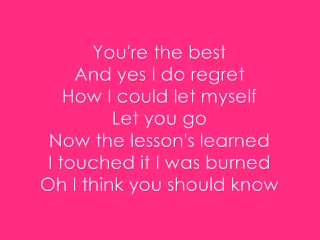 You're the best
And yes I do regret
How I could let myself
Let you go
Now the lesson's learned
I touched it I was burned
Oh I think you should know